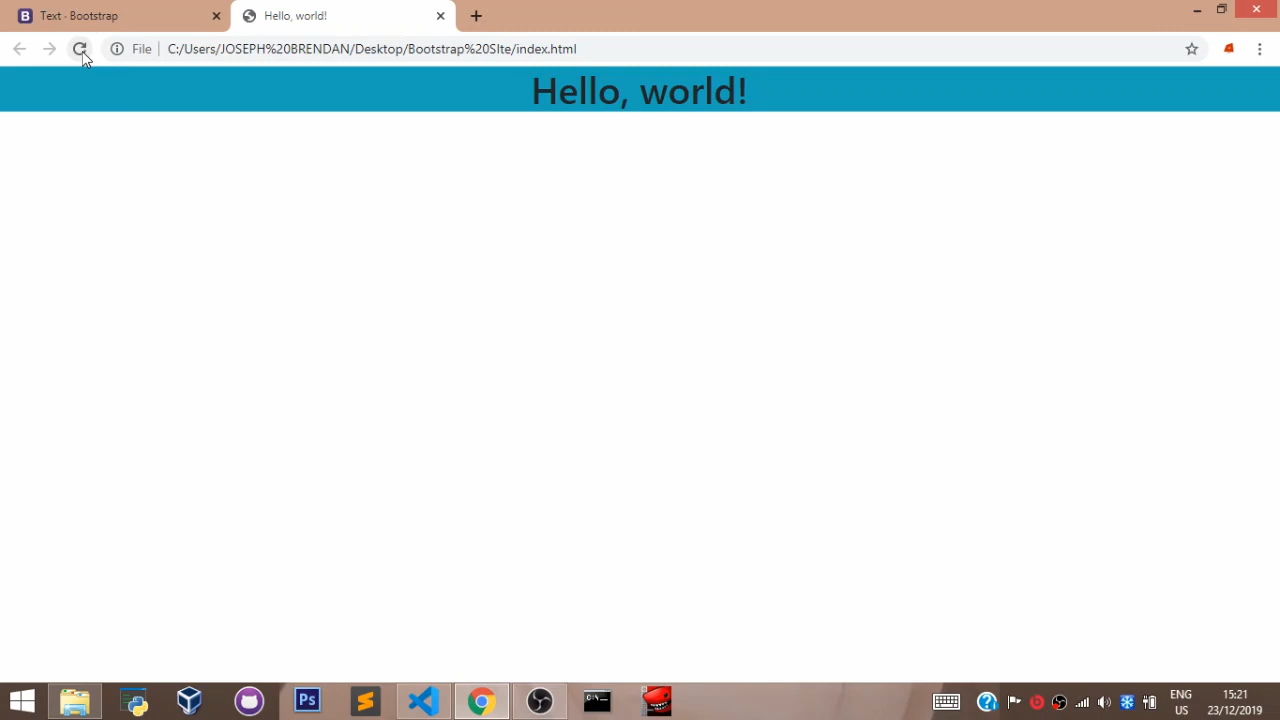 Text · Bootstrap
Hello, world!
File
C:/Users/JOSEPH%20BRENDAN/Desktop/Bootstrap%20SIte/index.html
Hello, world!
Ps
ENG
US
15:21
23/12/2019